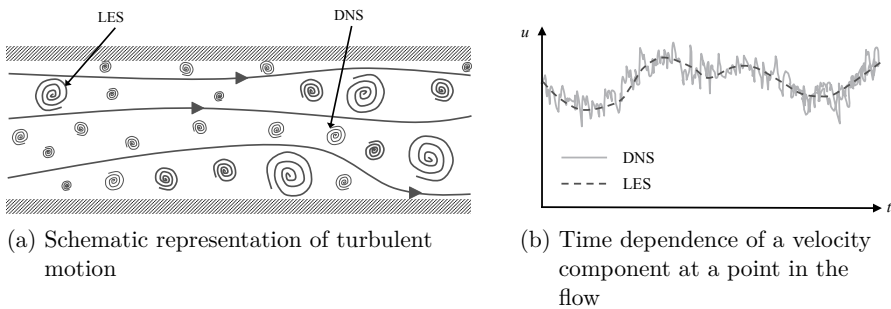 LES
DNS
(a) Schematic representation of turbulent
motion
u
DNS
LES
t
(b) Time dependence of a velocity
component at a point in the
flow